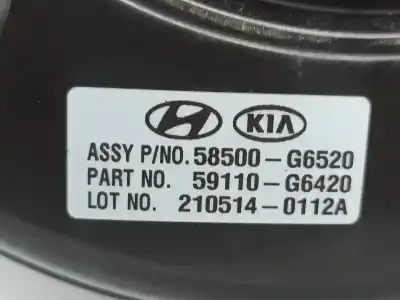 KIA
ASSY P/NO. 58500-G6520
PART NO. 59110-G6420
LOT NO. 210514-0112A